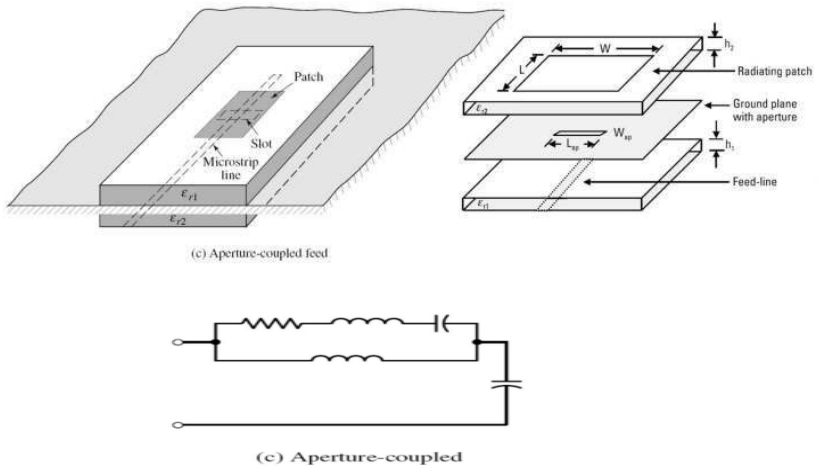 Patch
Slot
Microstrip
line
εr1
εr2
(c) Aperture-coupled feed
W
L
h2
Radiating patch
εr2
Ground plane
with aperture
Wap
Lap
h1
Feed-line
εr1
(c) Aperture-coupled